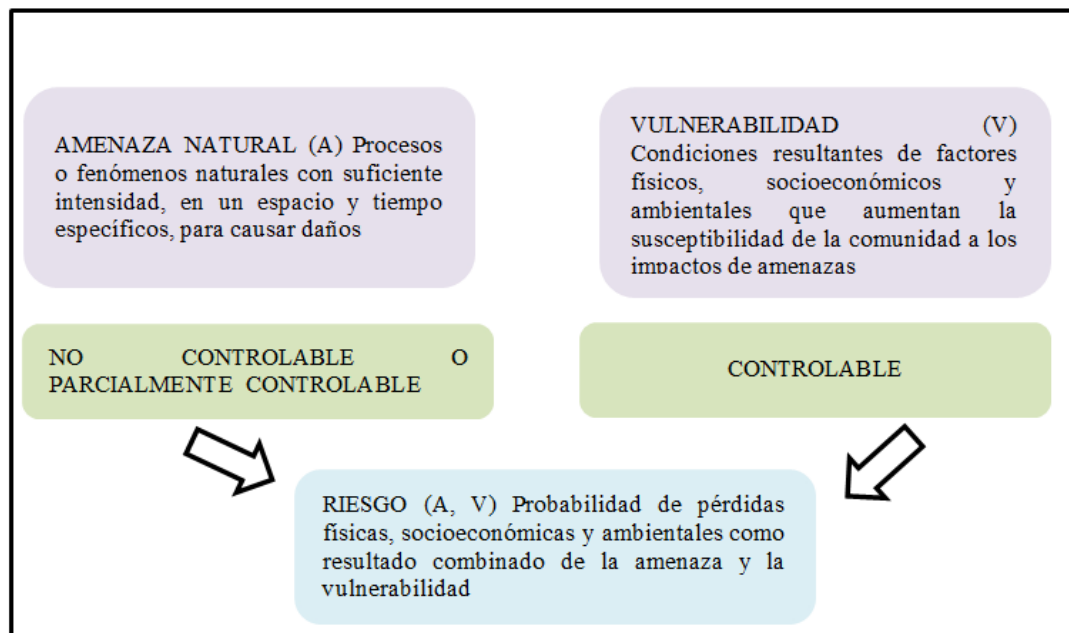 AMENAZA NATURAL (A) Procesos
o fenómenos naturales con suficiente
intensidad, en un espacio y tiempo
específicos, para causar daños
VULNERABILIDAD (V)
Condiciones resultantes de factores
físicos, socioeconómicos y
ambientales que aumentan la
susceptibilidad de la comunidad a los
impactos de amenazas
NO CONTROLABLE O
PARCIALMENTE CONTROLABLE
CONTROLABLE
RIESGO (A, V) Probabilidad de pérdidas
físicas, socioeconómicas y ambientales como
resultado combinado de la amenaza y la
vulnerabilidad